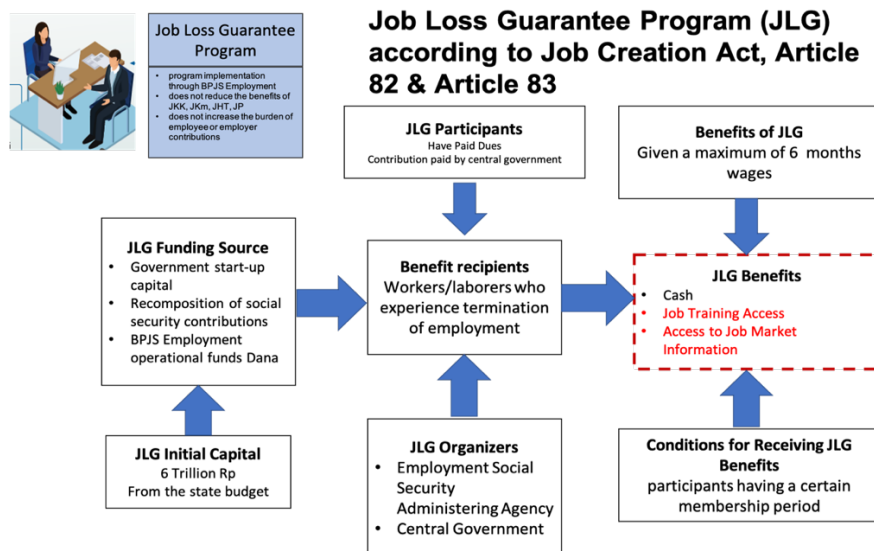 Job Loss Guarantee Program (JLG)
according to Job Creation Act, Article
82 & Article 83
Job Loss Guarantee
Program
• program implementation
through BPJS Employment
• does not reduce the benefits of
JKK, JKm, JHT, JP
• does not increase the burden of
employee or employer
contributions
JLG Participants
Have Paid Dues
Contribution paid by central government
Benefits of JLG
Given a maximum of 6 months
wages
JLG Funding Source
• Government start-up
capital
• Recomposition of social
security contributions
• BPJS Employment
operational funds Dana
Benefit recipients
Workers/laborers who
experience termination
of employment
JLG Benefits
• Cash
• Job Training Access
• Access to Job Market
Information
JLG Initial Capital
6 Trillion Rp
From the state budget
JLG Organizers
• Employment Social
Security
Administering Agency
• Central Government
Conditions for Receiving JLG
Benefits
participants having a certain
membership period